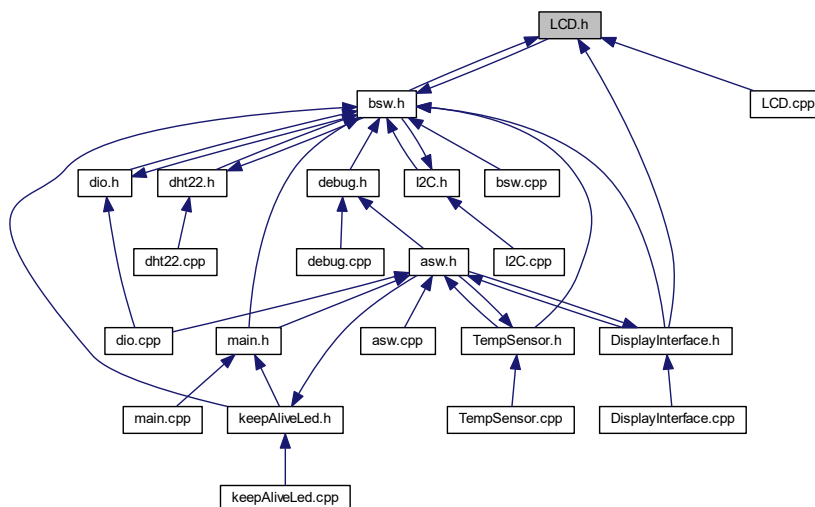 LCD.h
bsw.h
LCD.cpp
dio.h
dht22.h
debug.h
I2C.h
bsw.cpp
dht22.cpp
debug.cpp
asw.h
I2C.cpp
dio.cpp
main.h
asw.cpp
TempSensor.h
DisplayInterface.h
main.cpp
keepAliveLed.h
TempSensor.cpp
DisplayInterface.cpp
keepAliveLed.cpp